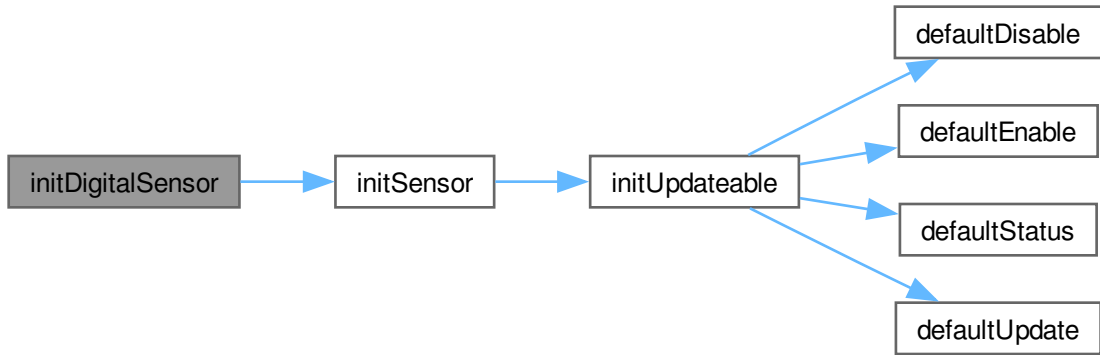 initDigitalSensor
initSensor
initUpdateable
defaultDisable
defaultEnable
defaultStatus
defaultUpdate